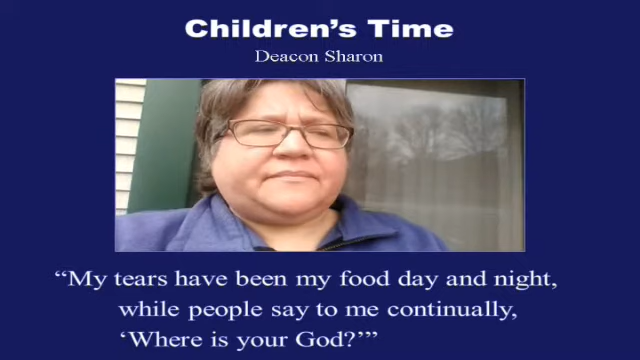 Children's Time
Deacon Sharon
“My tears have been my food day and night,
while people say to me continually,
‘Where is your God?’”